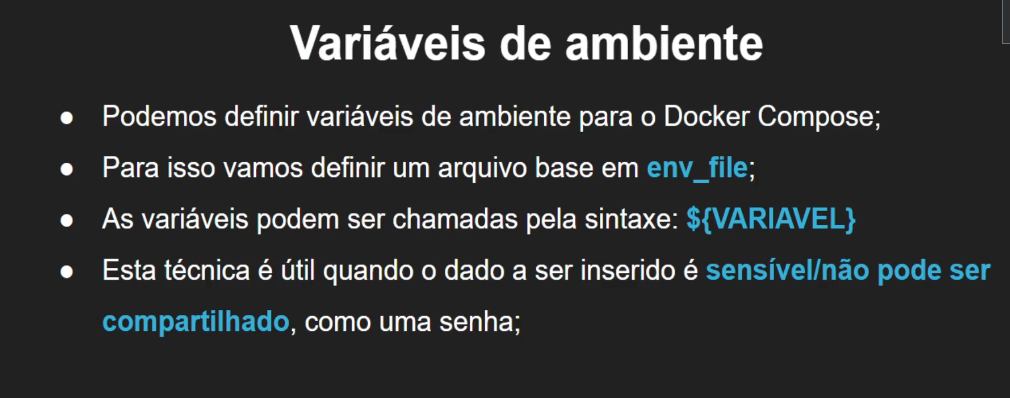 Variáveis de ambiente
● Podemos definir variáveis de ambiente para o Docker Compose;
● Para isso vamos definir um arquivo base em env_file;
● As variáveis podem ser chamadas pela sintaxe: ${VARIAVEL}
● Esta técnica é útil quando o dado a ser inserido é sensível/não pode ser
compartilhado, como uma senha;